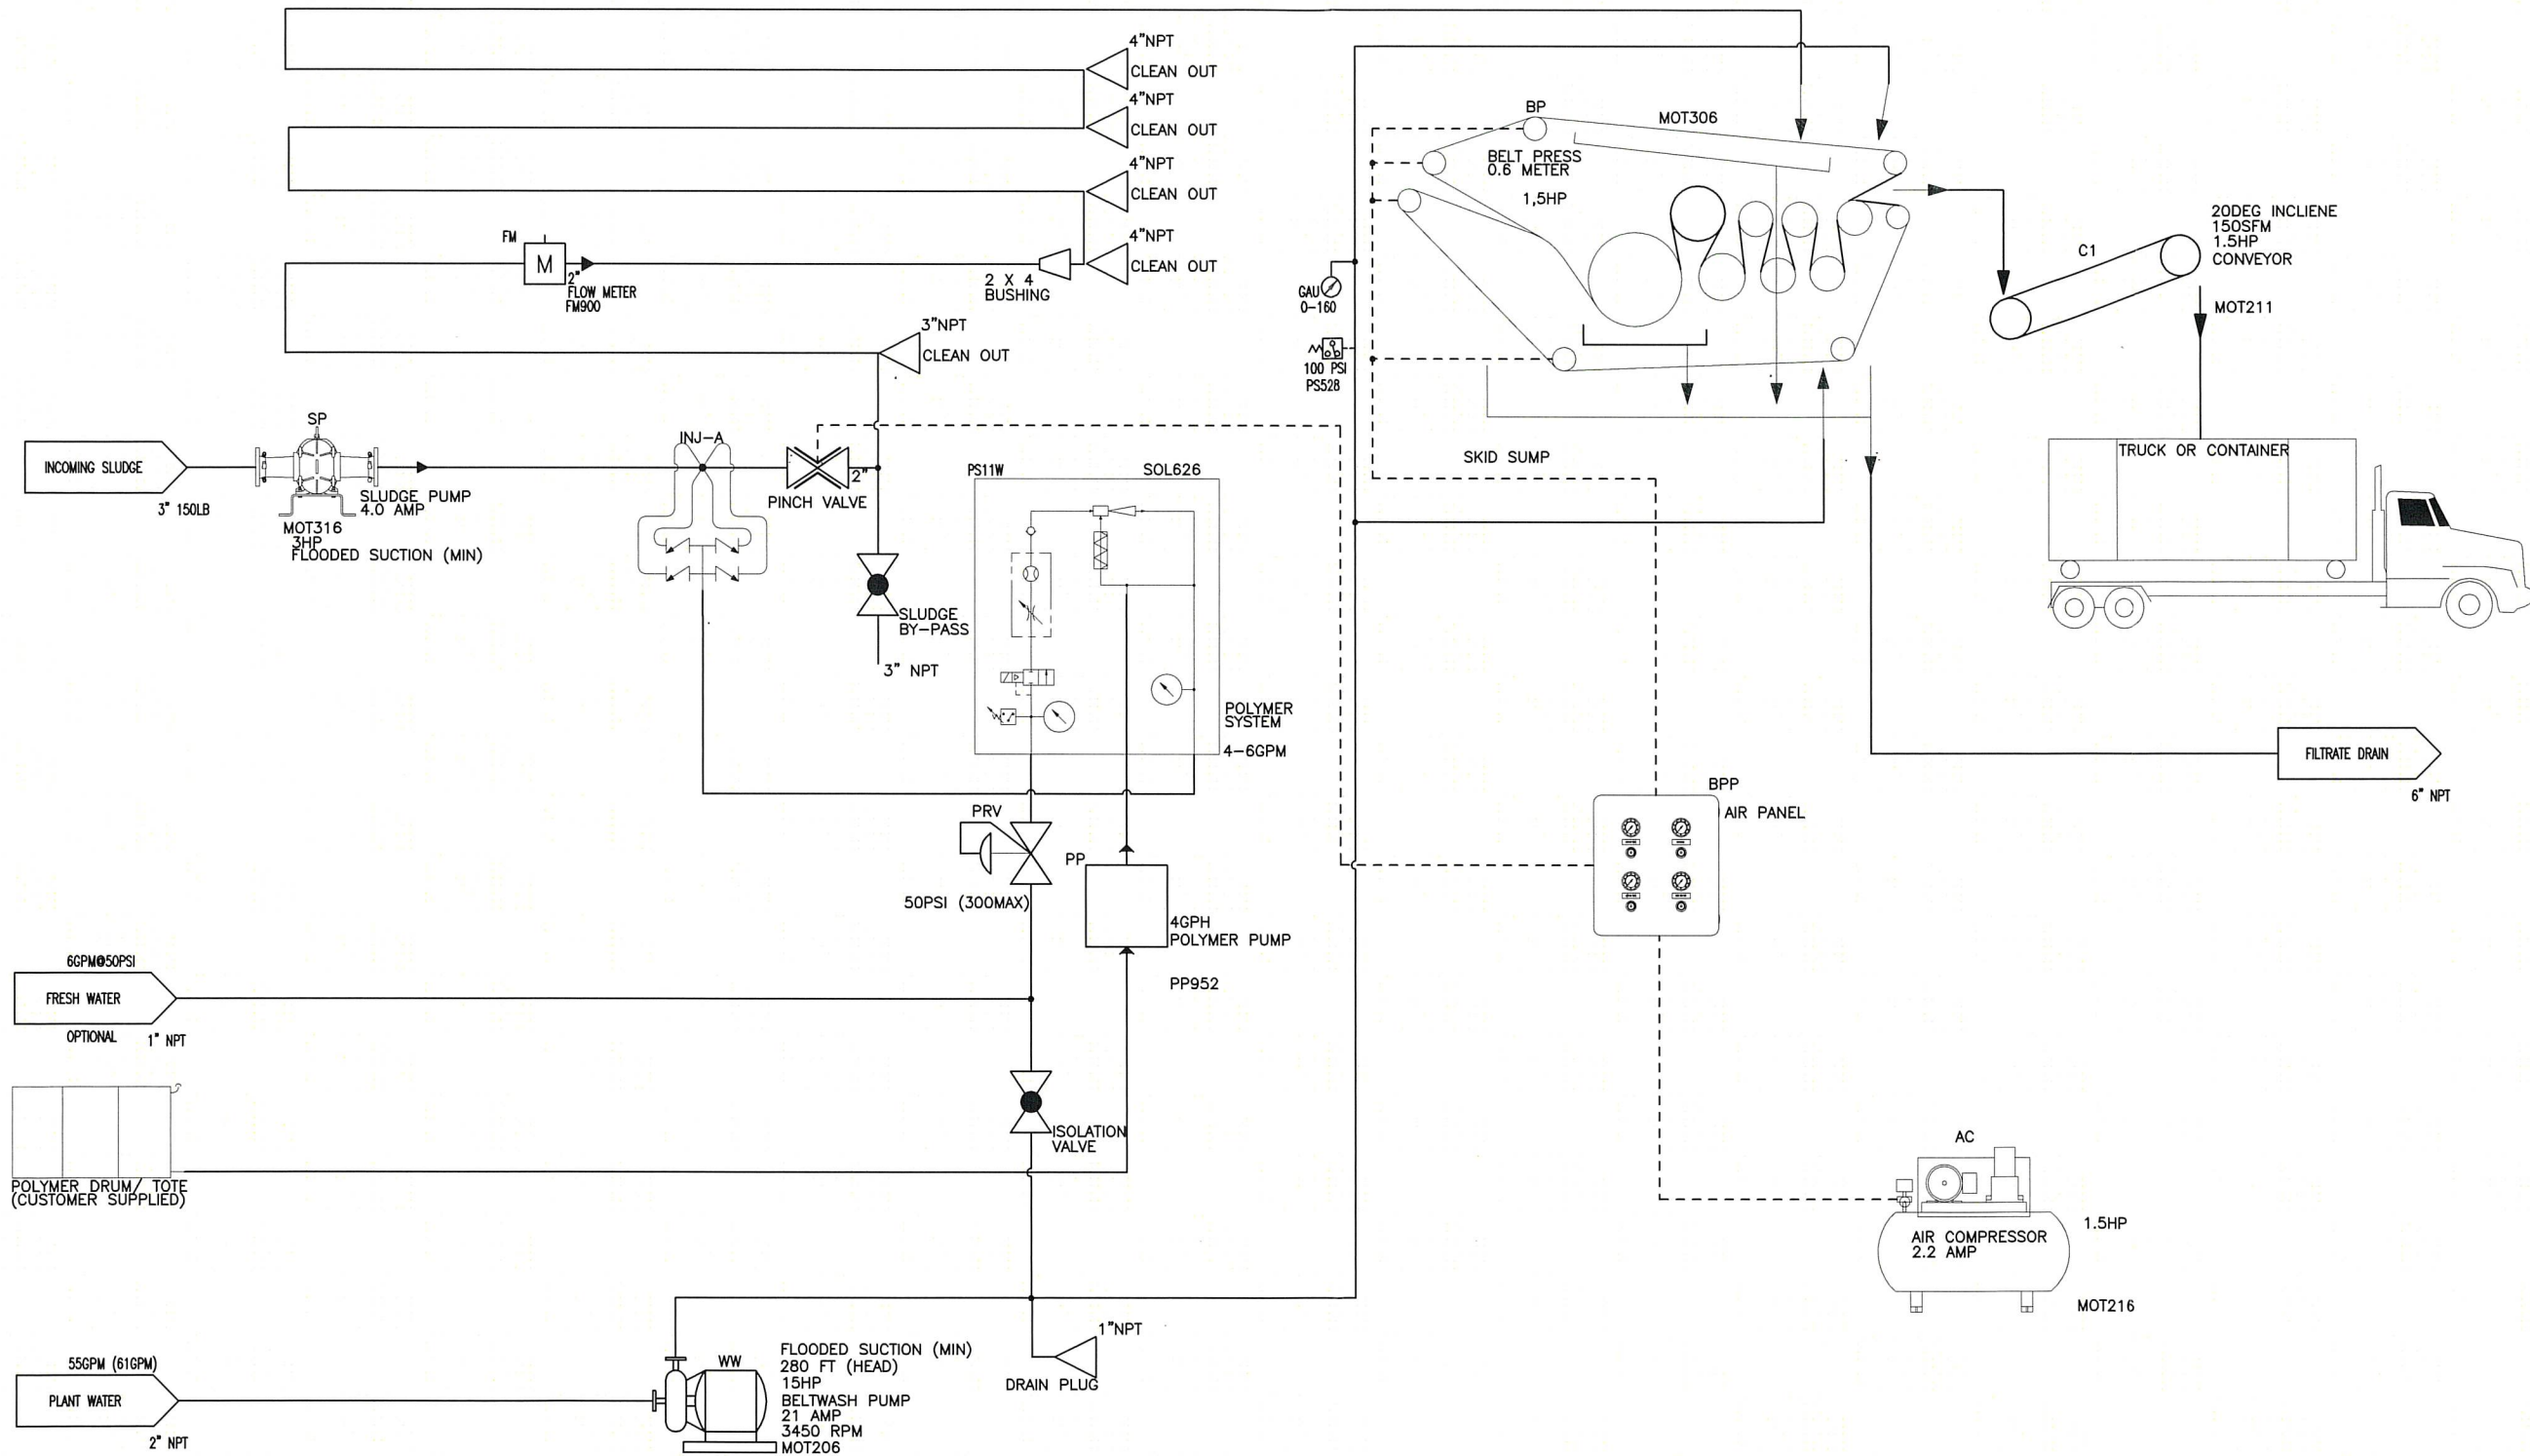 4"NPT
CLEAN OUT
4"NPT
CLEAN OUT
4"NPT
CLEAN OUT
4"NPT
CLEAN OUT
FM
M
2"
FLOW METER
FM900
2 X 4
BUSHING
3"NPT
CLEAN OUT
BP
MOT306
BELT PRESS
0.6 METER
1,5HP
GAU
0-160
100 PSI
PS528
SKID SUMP
20DEG INCLIENE
150SFM
1.5HP
CONVEYOR
C1
MOT211
TRUCK OR CONTAINER
INCOMING SLUDGE
3" 150LB
SP
SLUDGE PUMP
4.0 AMP
MOT316
3HP
FLOODED SUCTION (MIN)
INJ-A
2"
PINCH VALVE
SLUDGE
BY-PASS
3" NPT
PS11W
SOL626
POLYMER
SYSTEM
4-6GPM
PRV
50PSI (300MAX)
PP
4GPH
POLYMER PUMP
PP952
BPP
AIR PANEL
FILTRATE DRAIN
6" NPT
6GPM@50PSI
FRESH WATER
OPTIONAL
1" NPT
POLYMER DRUM/ TOTE
(CUSTOMER SUPPLIED)
ISOLATION
VALVE
AC
AIR COMPRESSOR
2.2 AMP
1.5HP
MOT216
1"NPT
DRAIN PLUG
55GPM (61GPM)
PLANT WATER
2" NPT
WW
FLOODED SUCTION (MIN)
280 FT (HEAD)
15HP
BELTWASH PUMP
21 AMP
3450 RPM
MOT206